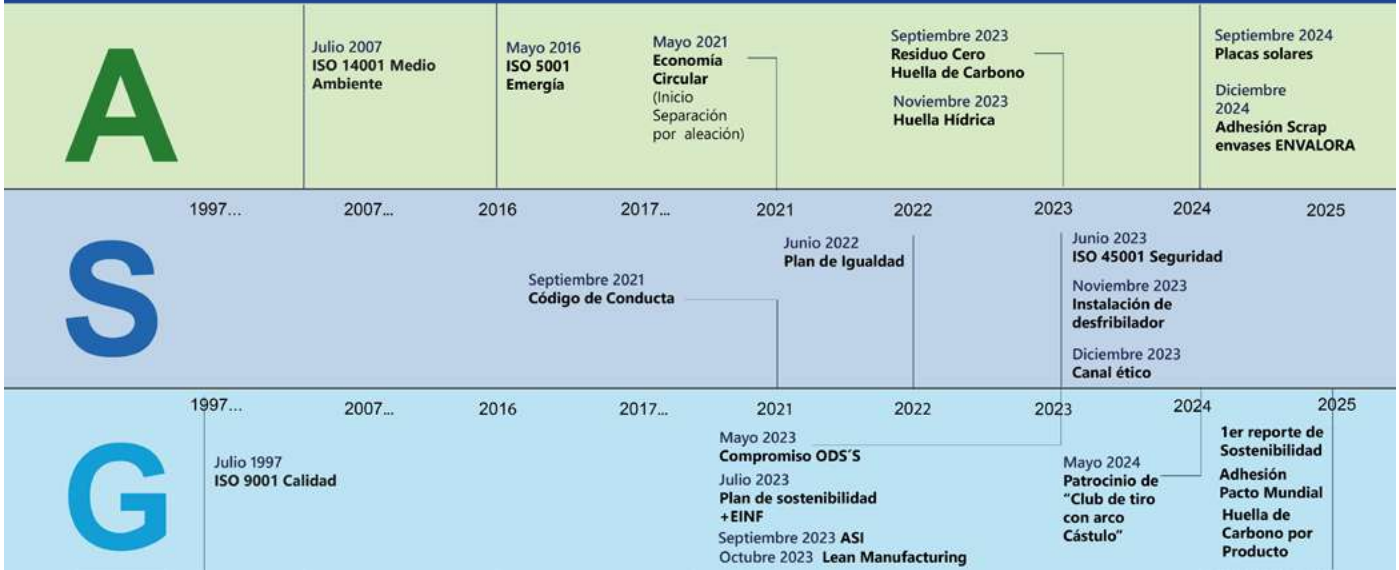 A
Julio 2007
ISO 14001 Medio
Ambiente
Mayo 2016
ISO 5001
Emergía
Mayo 2021
Economía
Circular
(Inicio
Separación
por aleación)
Septiembre 2023
Residuo Cero
Huella de Carbono
Noviembre 2023
Huella Hídrica
Septiembre 2024
Placas solares
Diciembre
2024
Adhesión Scrap
envases ENVALORA
1997... 2007... 2016 2017... 2021 2022 2023 2024 2025
S
Septiembre 2021
Código de Conducta
Junio 2022
Plan de Igualdad
Junio 2023
ISO 45001 Seguridad
Noviembre 2023
Instalación de
desfribilador
Diciembre 2023
Canal ético
1997... 2007... 2016 2017... 2021 2022 2023 2024 2025
G
Julio 1997
ISO 9001 Calidad
Mayo 2023
Compromiso ODS´S
Julio 2023
Plan de sostenibilidad
+EINF
Septiembre 2023 ASI
Octubre 2023 Lean Manufacturing
Mayo 2024
Patrocinio de
“Club de tiro
con arco
Cástulo”
1er reporte de
Sostenibilidad
Adhesión
Pacto Mundial
Huella de
Carbono por
Producto